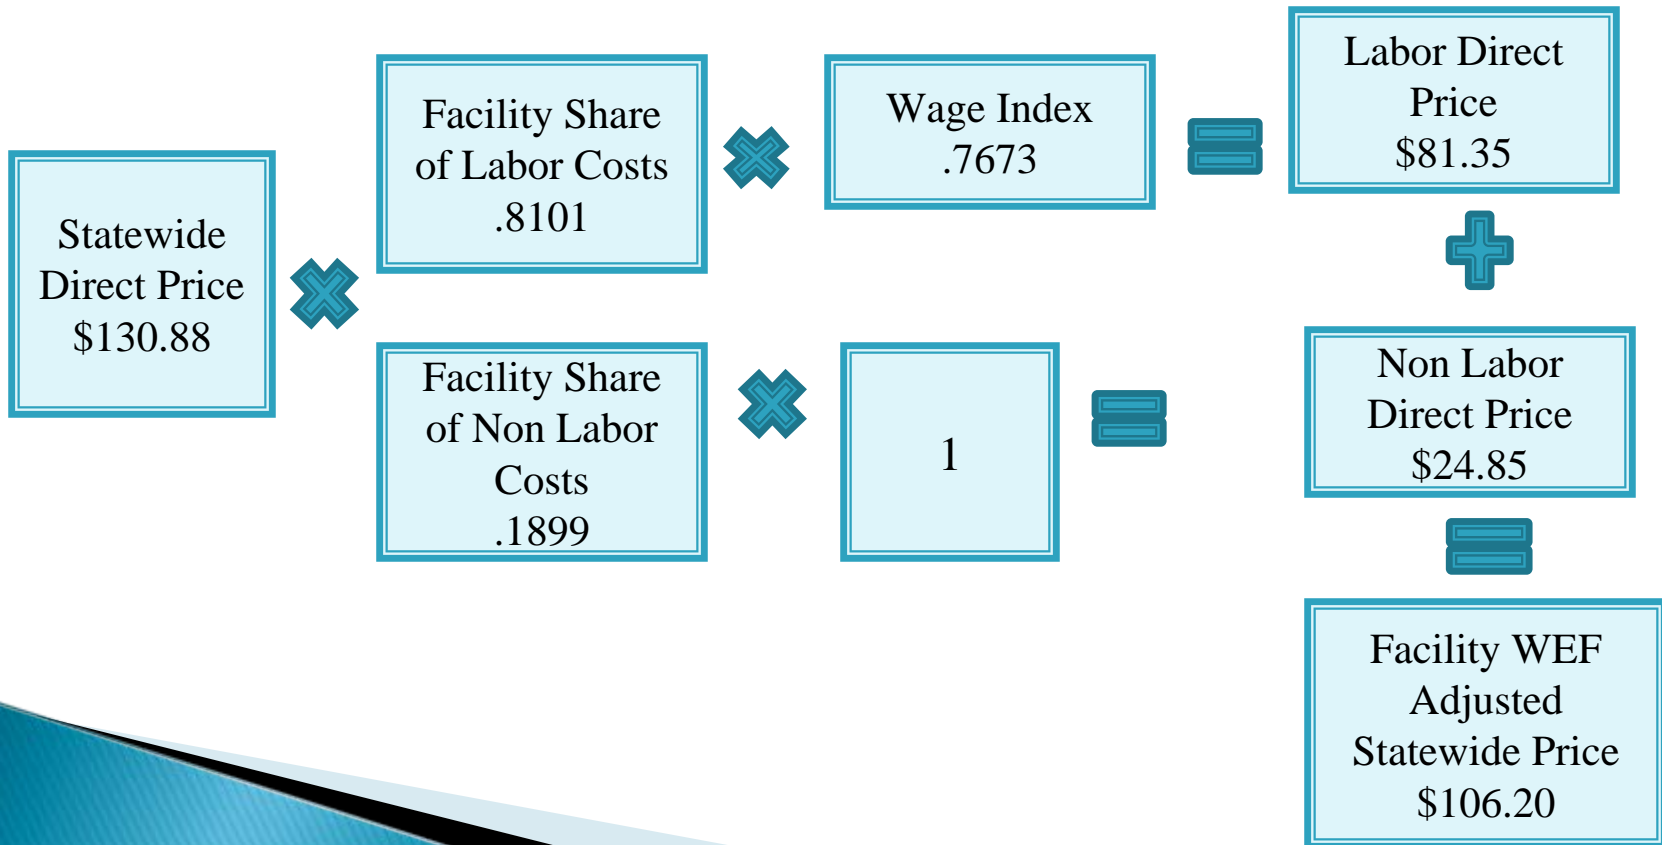 Statewide
Direct Price
$130.88
Facility Share
of Labor Costs
.8101
Wage Index
.7673
Labor Direct
Price
$81.35
Facility Share
of Non Labor
Costs
.1899
1
Non Labor
Direct Price
$24.85
Facility WEF
Adjusted
Statewide Price
$106.20